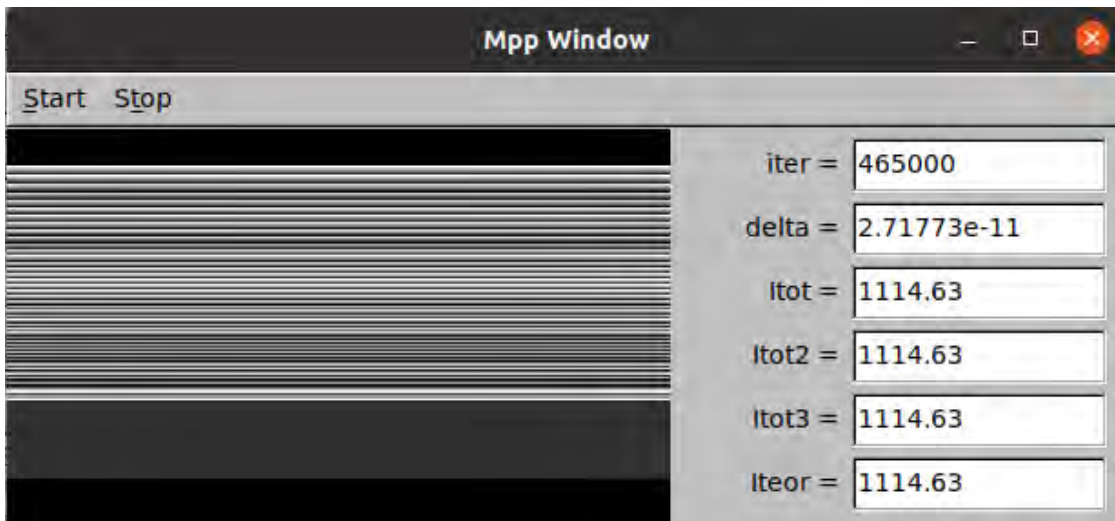 Mpp Window
Start Stop
iter = 465000
delta = 2.71773e-11
Itot = 1114.63
Itot2 = 1114.63
Itot3 = 1114.63
Iteor = 1114.63